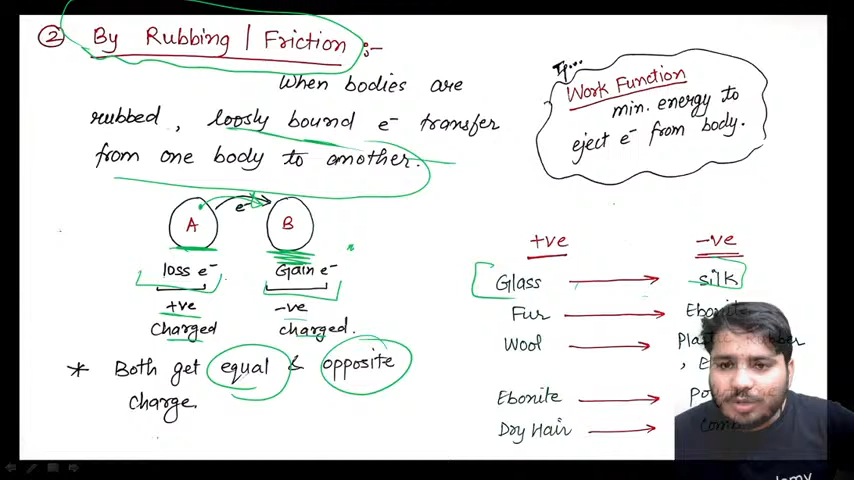 ② By Rubbing | Friction :-
When bodies are
rubbed, loosly bound e⁻ transfer
from one body to another.
A e⁻ B
loss e⁻ Gain e⁻
+ve -ve
Charged charged.
* Both get equal & opposite
charge.
Work Function
min. energy to
eject e⁻ from body.
+ve -ve
Glass → silk
Fur → Ebonite
Wool →
Ebonite →
Dry Hair → Comb